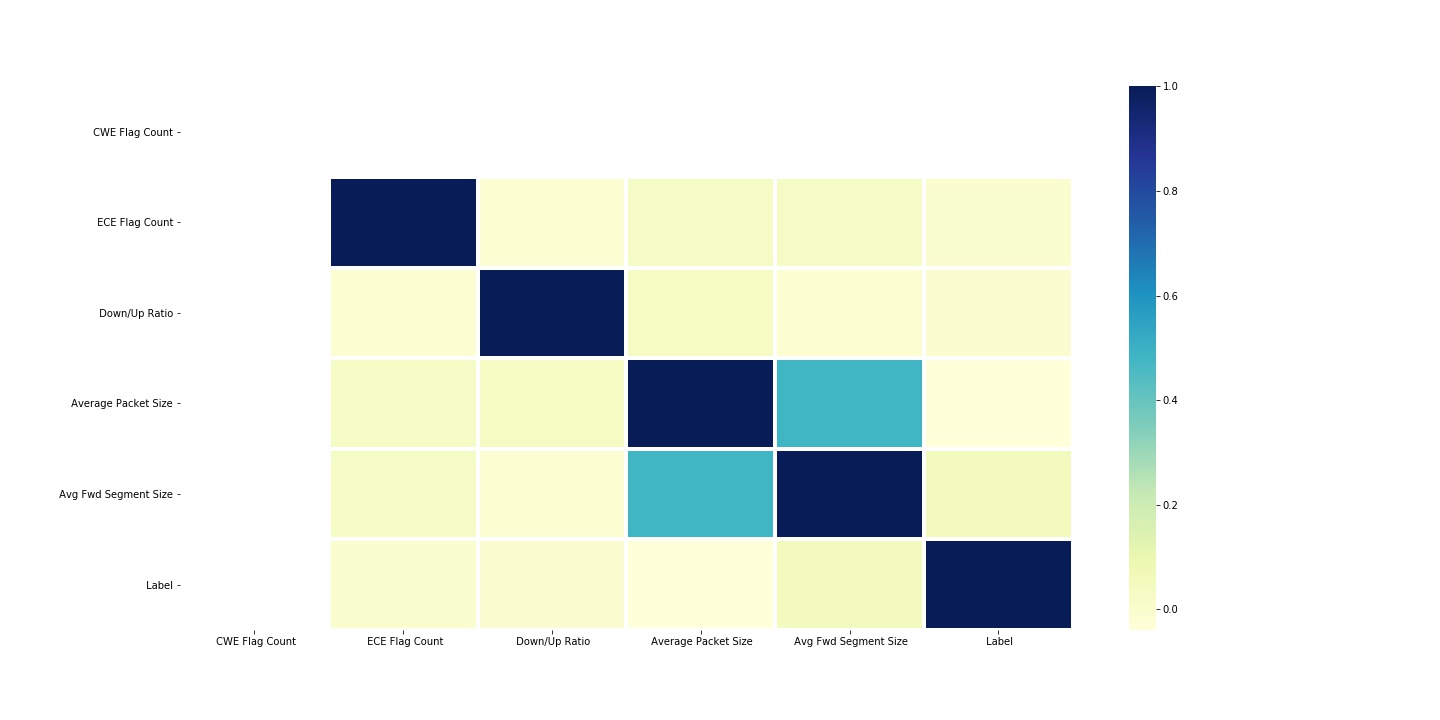 CWE Flag Count
ECE Flag Count
Down/Up Ratio
Average Packet Size
Avg Fwd Segment Size
Label
CWE Flag Count ECE Flag Count Down/Up Ratio Average Packet Size Avg Fwd Segment Size Label
1.0
0.8
0.6
0.4
0.2
0.0